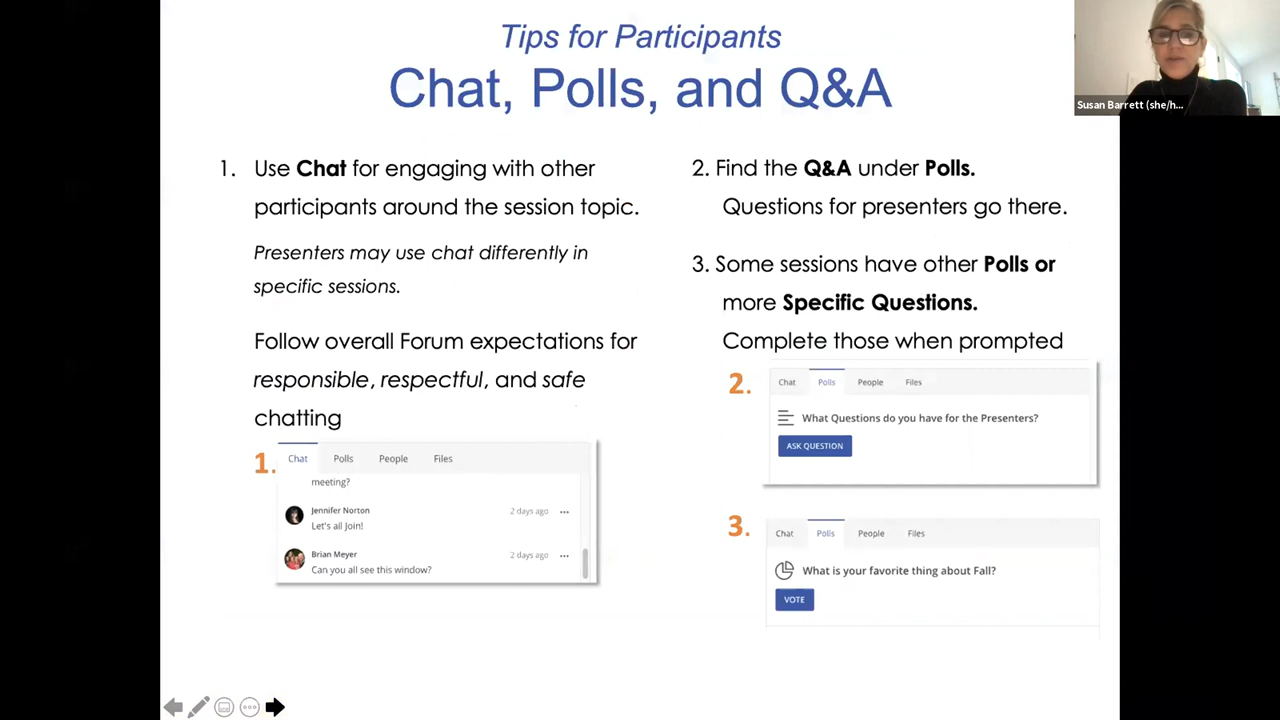 Tips for Participants
Chat, Polls, and Q&A
Susan Barrett (she/h...
1. Use Chat for engaging with other
participants around the session topic.
Presenters may use chat differently in
specific sessions.
Follow overall Forum expectations for
responsible, respectful, and safe
chatting
1.
Chat Polls People Files
meeting?
Jennifer Norton 2 days ago ...
Let's all Join!
Brian Meyer 2 days ago ...
Can you all see this window?
2. Find the Q&A under Polls.
Questions for presenters go there.
3. Some sessions have other Polls or
more Specific Questions.
Complete those when prompted
2.
Chat Polls People Files
What Questions do you have for the Presenters?
ASK QUESTION
3.
Chat Polls People Files
What is your favorite thing about Fall?
VOTE